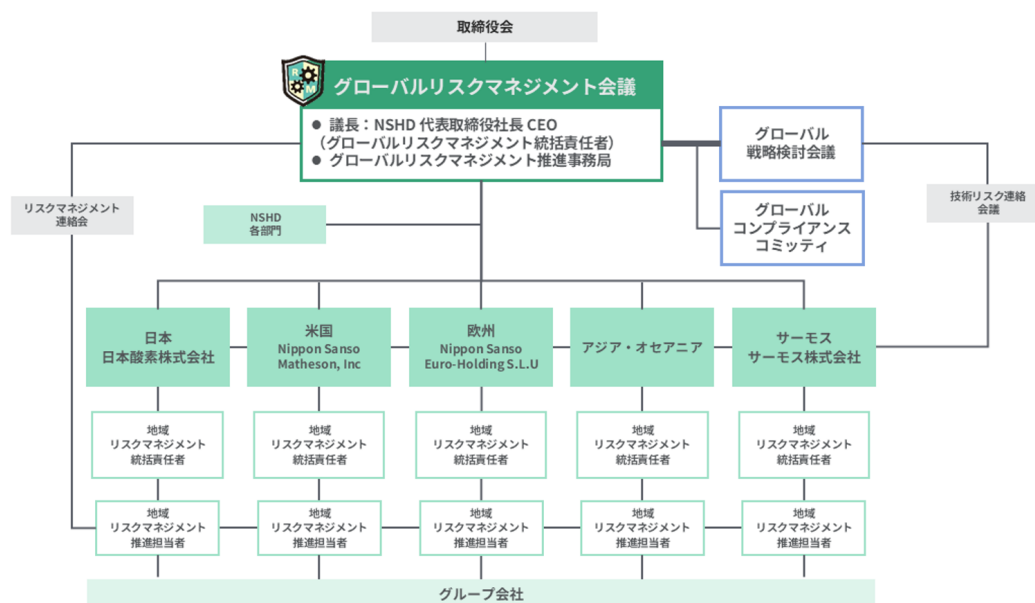 取締役会
R
M
グローバルリスクマネジメント会議
● 議長：NSHD 代表取締役社長 CEO
（グローバルリスクマネジメント統括責任者）
● グローバルリスクマネジメント推進事務局
グローバル
戦略検討会議
グローバル
コンプライアンス
コミッティ
リスクマネジメント
連絡会
NSHD
各部門
技術リスク連絡
会議
日本
日本酸素株式会社
米国
Nippon Sanso
Matheson, Inc
欧州
Nippon Sanso
Euro-Holding S.L.U
アジア・オセアニア
サーモス
サーモス株式会社
地域
リスクマネジメント
統括責任者
地域
リスクマネジメント
統括責任者
地域
リスクマネジメント
統括責任者
地域
リスクマネジメント
統括責任者
地域
リスクマネジメント
統括責任者
地域
リスクマネジメント
推進担当者
地域
リスクマネジメント
推進担当者
地域
リスクマネジメント
推進担当者
地域
リスクマネジメント
推進担当者
地域
リスクマネジメント
推進担当者
グループ会社